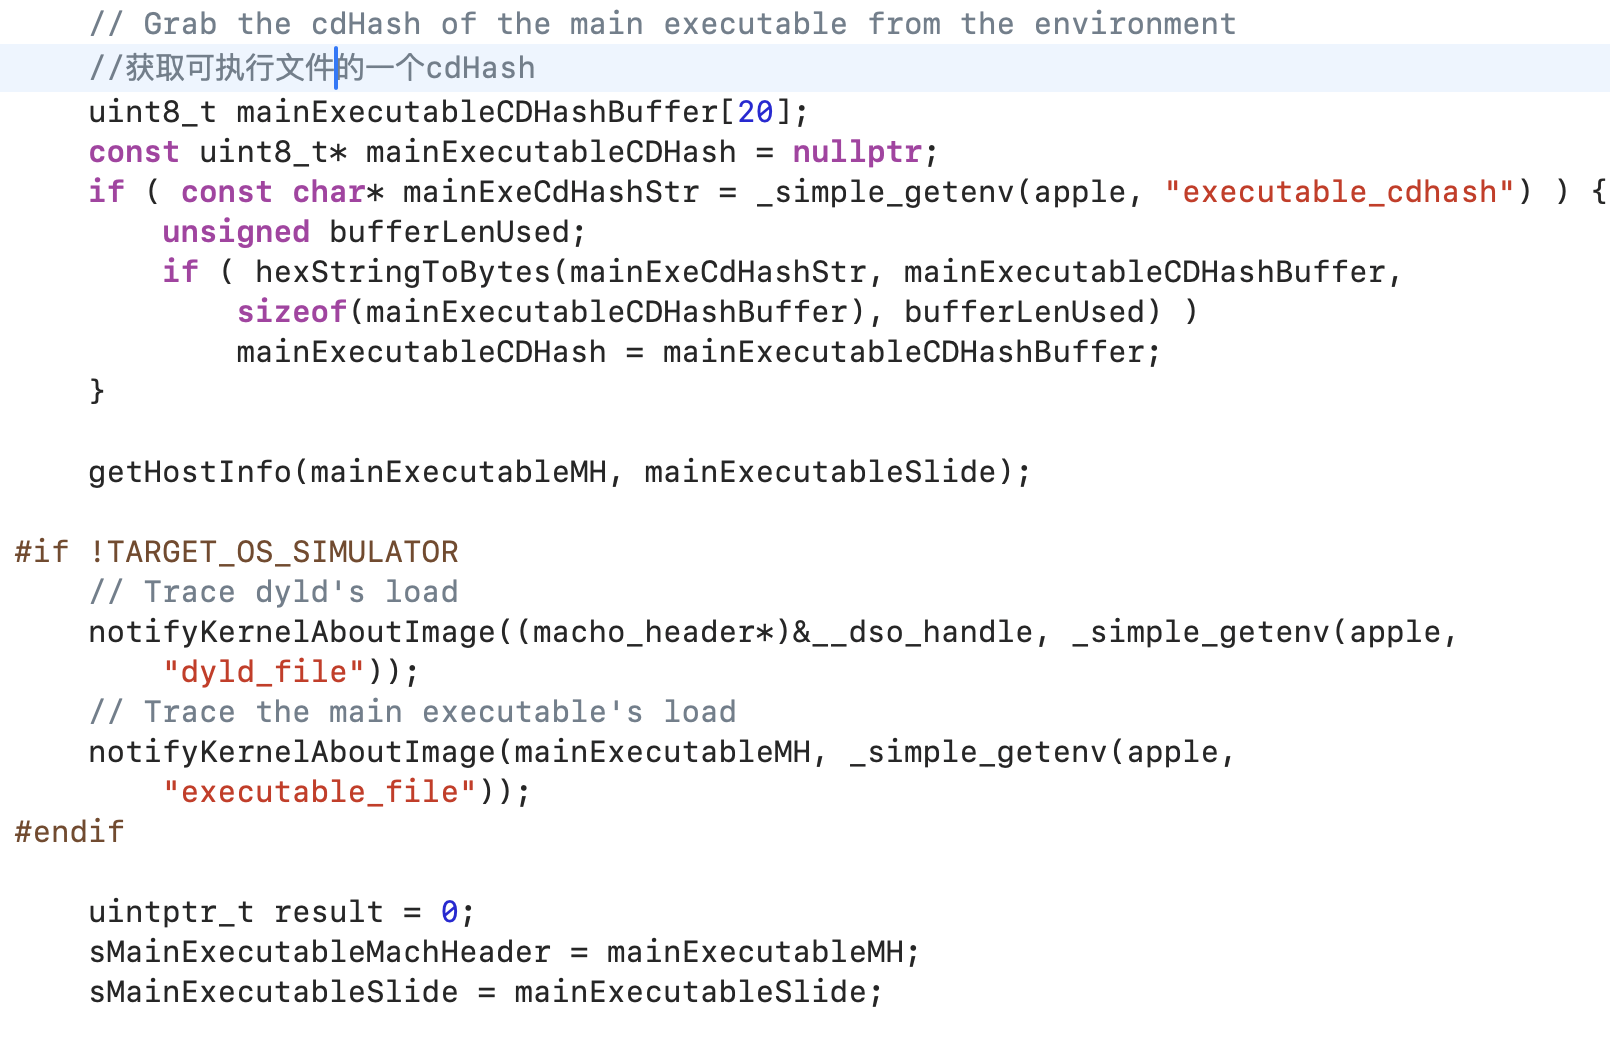 // Grab the cdHash of the main executable from the environment
//获取可执行文件的一个cdHash
uint8_t mainExecutableCDHashBuffer[20];
const uint8_t* mainExecutableCDHash = nullptr;
if ( const char* mainExeCdHashStr = _simple_getenv(apple, "executable_cdhash") ) {
unsigned bufferLenUsed;
if ( hexStringToBytes(mainExeCdHashStr, mainExecutableCDHashBuffer,
sizeof(mainExecutableCDHashBuffer), bufferLenUsed) )
mainExecutableCDHash = mainExecutableCDHashBuffer;
}
getHostInfo(mainExecutableMH, mainExecutableSlide);
#if !TARGET_OS_SIMULATOR
// Trace dyld's load
notifyKernelAboutImage((macho_header*)&__dso_handle, _simple_getenv(apple,
"dyld_file"));
// Trace the main executable's load
notifyKernelAboutImage(mainExecutableMH, _simple_getenv(apple,
"executable_file"));
#endif
uintptr_t result = 0;
sMainExecutableMachHeader = mainExecutableMH;
sMainExecutableSlide = mainExecutableSlide;